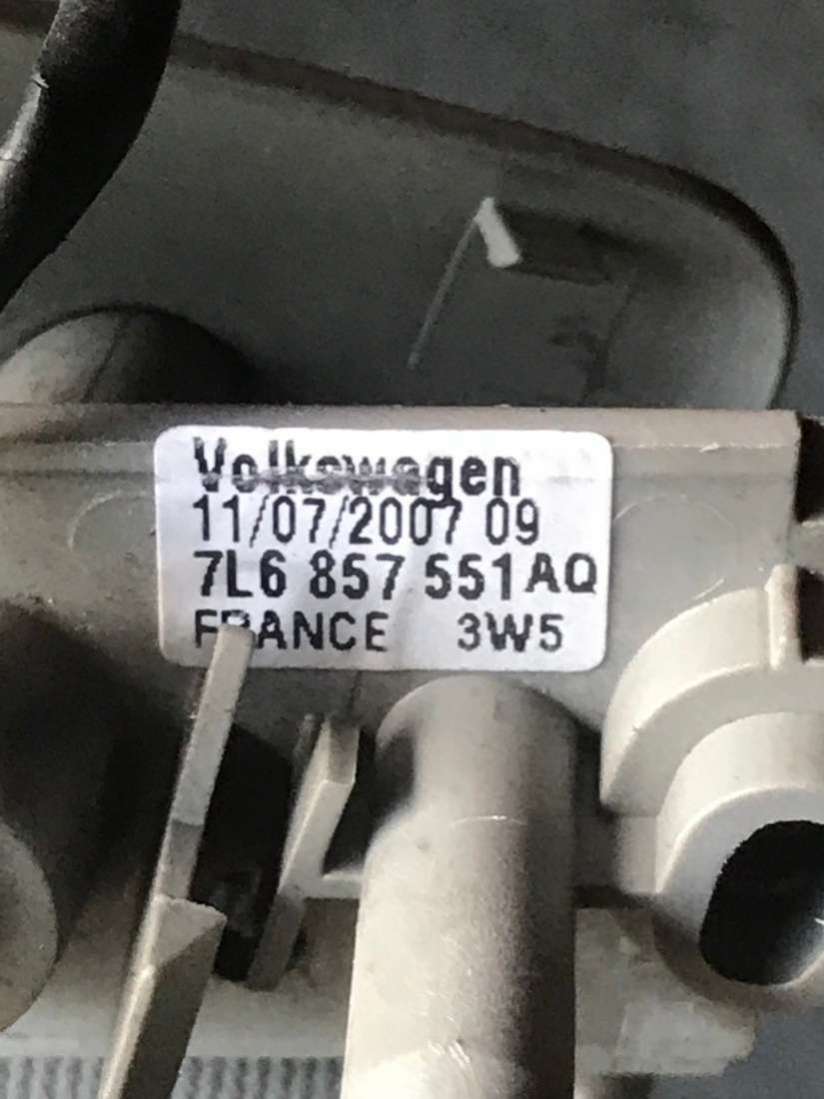 Volkswagen
11/07/2007 09
7L6 857 551AQ
FRANCE 3W5